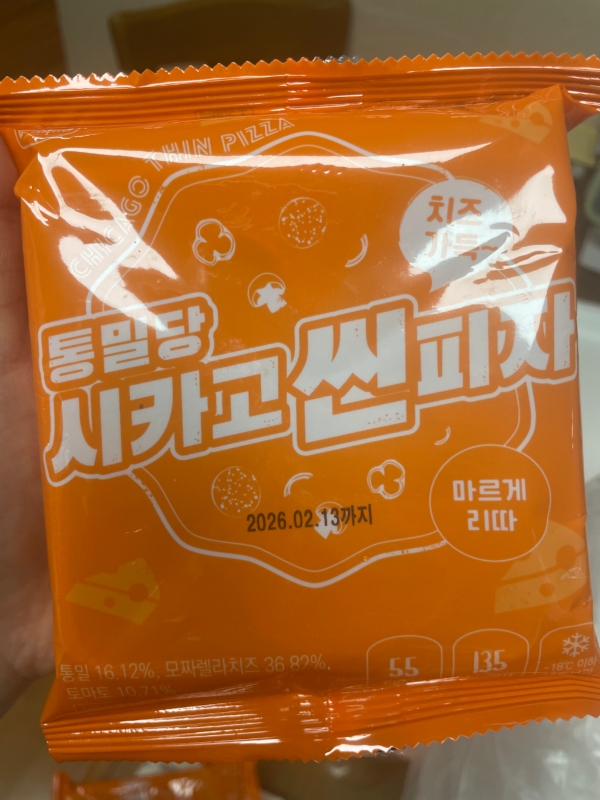 CHICAGO THIN PIZZA
치즈
가득
통밀당
시카고 씬 피자
마르게
리따
2026.02.13까지
통밀 16.12%, 모짜렐라치즈 36.82%,
토마토 10.71%
55
135
-18℃ 이하